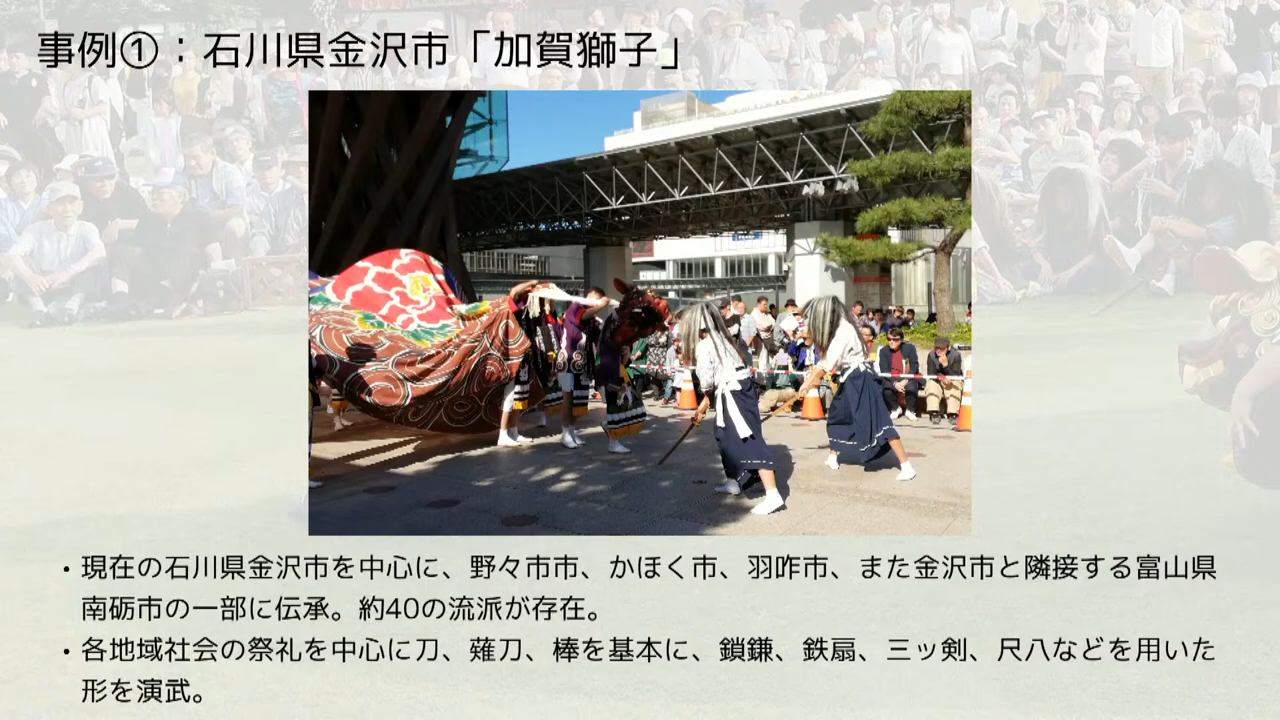 事例①：石川県金沢市「加賀獅子」
・現在の石川県金沢市を中心に、野々市市、かほく市、羽咋市、また金沢市と隣接する富山県
南砺市の一部に伝承。約40の流派が存在。
・各地域社会の祭礼を中心に刀、薙刀、棒を基本に、鎖鎌、鉄扇、三ッ剣、尺八などを用いた
形を演武。